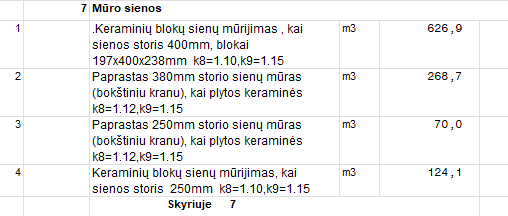 7 Mūro sienos
1 .Keraminių blokų sienų mūrijimas , kai m3 626,9
sienos storis 400mm, blokai
197x400x238mm k8=1.10,k9=1.15
2 Paprastas 380mm storio sienų mūras m3 268,7
(bokštiniu kranu), kai plytos keraminės
k8=1.12,k9=1.15
3 Paprastas 250mm storio sienų mūras m3 70,0
(bokštiniu kranu), kai plytos keraminės
k8=1.12,k9=1.15
4 Keraminių blokų sienų mūrijimas, kai m3 124,1
sienos storis 250mm k8=1.10,k9=1.15
Skyriuje 7